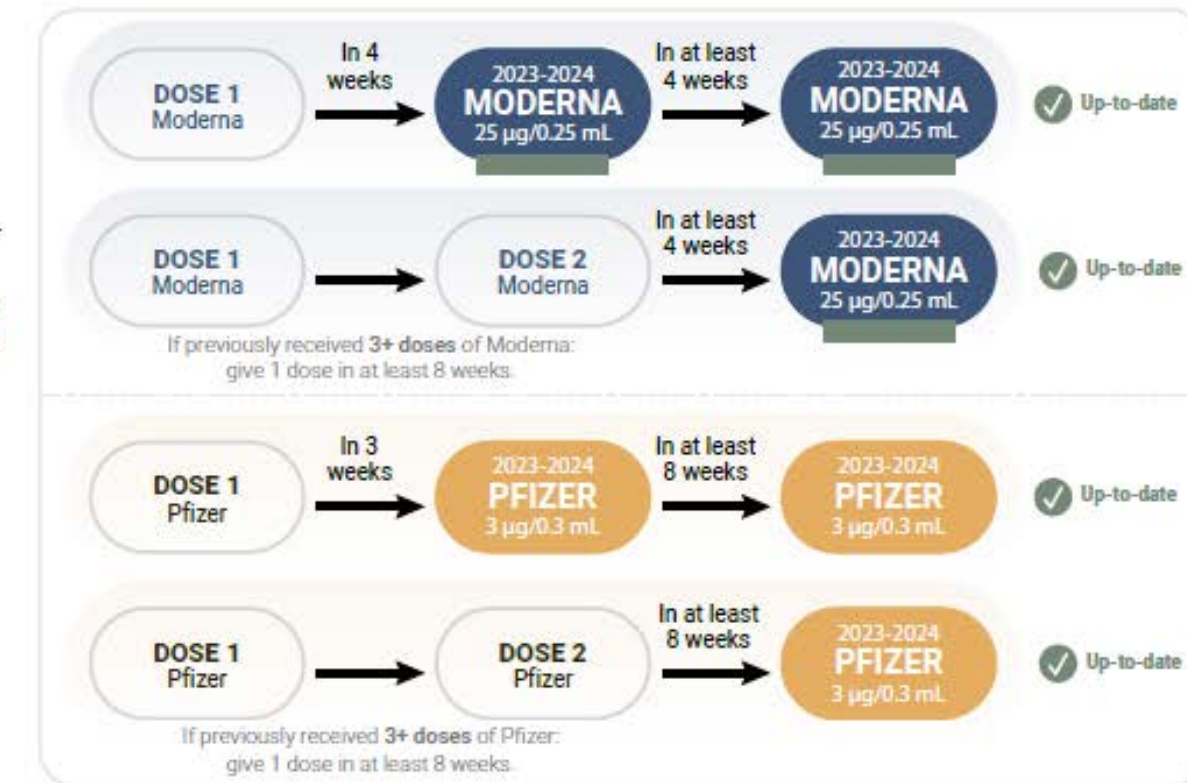 In 4
weeks
In at least
4 weeks
DOSE 1
Moderna
2023-2024
MODERNA
25 µg/0.25 mL
2023-2024
MODERNA
25 µg/0.25 mL
Up-to-date
In at least
4 weeks
DOSE 1
Moderna
DOSE 2
Moderna
2023-2024
MODERNA
25 µg/0.25 mL
Up-to-date
If previously received 3+ doses of Moderna:
give 1 dose in at least 8 weeks.
In 3
weeks
In at least
8 weeks
DOSE 1
Pfizer
2023-2024
PFIZER
3 µg/0.3 mL
2023-2024
PFIZER
3 µg/0.3 mL
Up-to-date
In at least
8 weeks
DOSE 1
Pfizer
DOSE 2
Pfizer
2023-2024
PFIZER
3 µg/0.3 mL
Up-to-date
If previously received 3+ doses of Pfizer:
give 1 dose in at least 8 weeks.